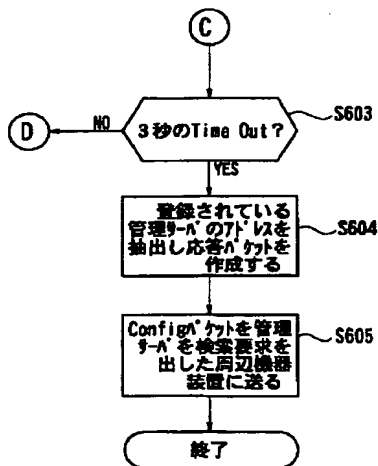 C
3秒のTime Out?
S603
NO
D
YES
登録されている
管理サーバのアドレスを
抽出し応答パケットを
作成する
S604
Configパケットを管理
サーバを検索要求を
出した周辺機器
装置に送る
S605
終了